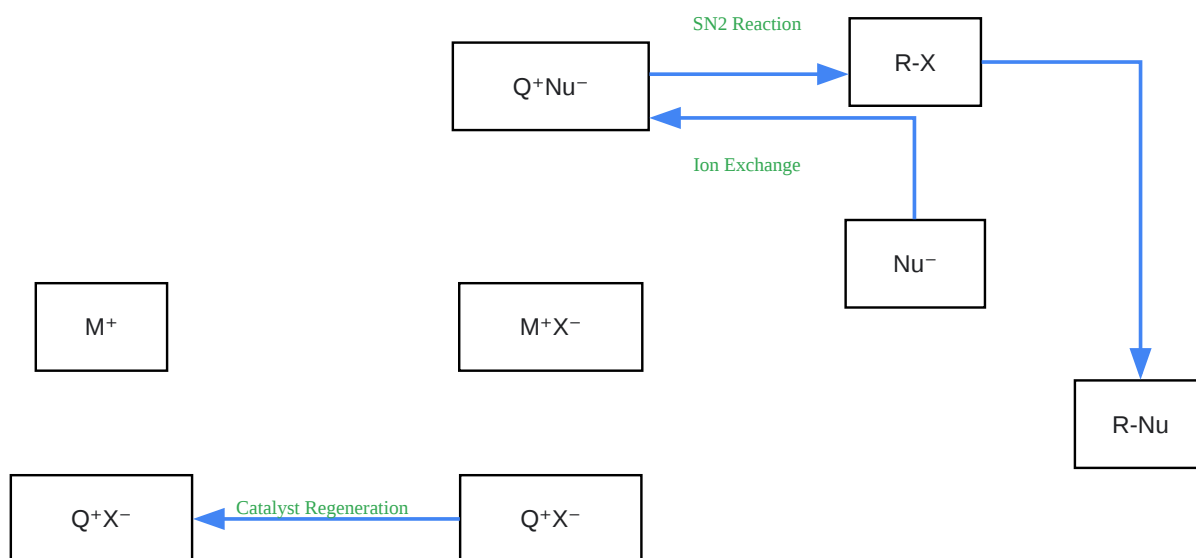 SN2 Reaction
R-X
Q⁺Nu⁻
Ion Exchange
Nu⁻
M⁺
M⁺X⁻
R-Nu
Q⁺X⁻
Catalyst Regeneration
Q⁺X⁻